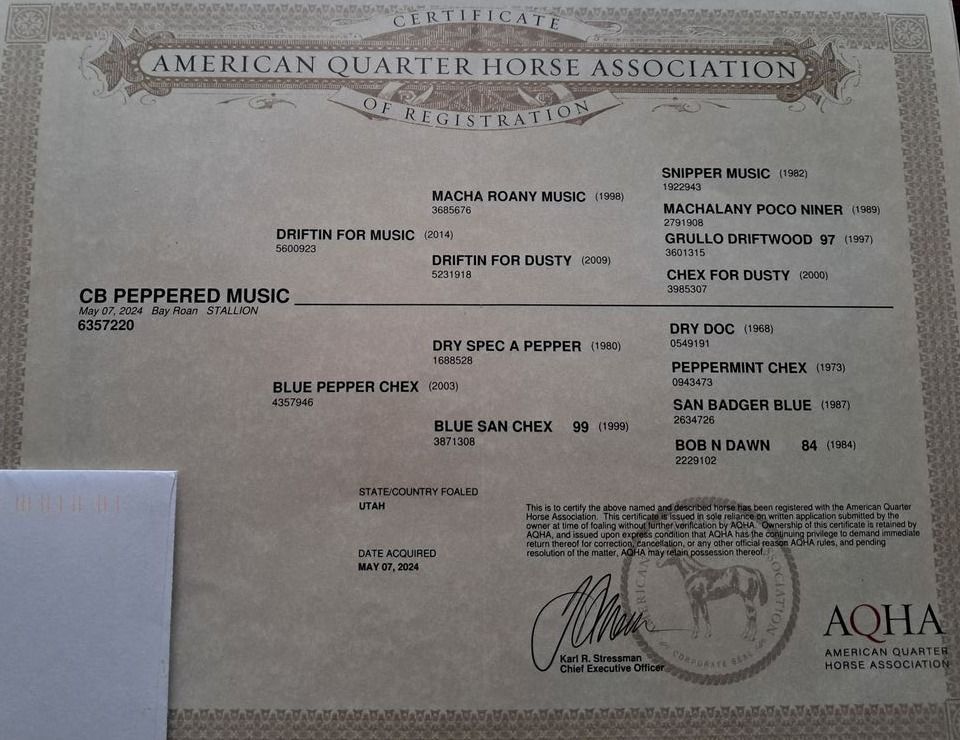 CERTIFICATE
AMERICAN QUARTER HORSE ASSOCIATION
OF REGISTRATION
SNIPPER MUSIC (1982)
1922943
MACHA ROANY MUSIC (1998)
3685676
MACHALANY POCO NINER (1989)
2791908
DRIFTIN FOR MUSIC (2014)
5600923
GRULLO DRIFTWOOD 97 (1997)
3601315
DRIFTIN FOR DUSTY (2009)
5231918
CHEX FOR DUSTY (2000)
3985307
CB PEPPERED MUSIC
May 07, 2024 Bay Roan STALLION
6357220
DRY DOC (1968)
0549191
DRY SPEC A PEPPER (1980)
1688528
PEPPERMINT CHEX (1973)
0943473
BLUE PEPPER CHEX (2003)
4357946
SAN BADGER BLUE (1987)
2634726
BLUE SAN CHEX 99 (1999)
3871308
BOB N DAWN 84 (1984)
2229102
STATE/COUNTRY FOALED
UTAH
DATE ACQUIRED
MAY 07, 2024
This is to certify the above named and described horse has been registered with the American Quarter
Horse Association. This certificate is issued in sole reliance on written application submitted by the
owner at time of foaling without further verification by AQHA. Ownership of this certificate is retained by
AQHA, and issued upon express condition that AQHA has the continuing privilege to demand immediate
return thereof for correction, cancellation, or any other official reason AQHA rules, and pending
resolution of the matter, AQHA may retain possession thereof.
Karl R. Stressman
Chief Executive Officer
CORPORATE SEAL
AQHA
AMERICAN QUARTER
HORSE ASSOCIATION